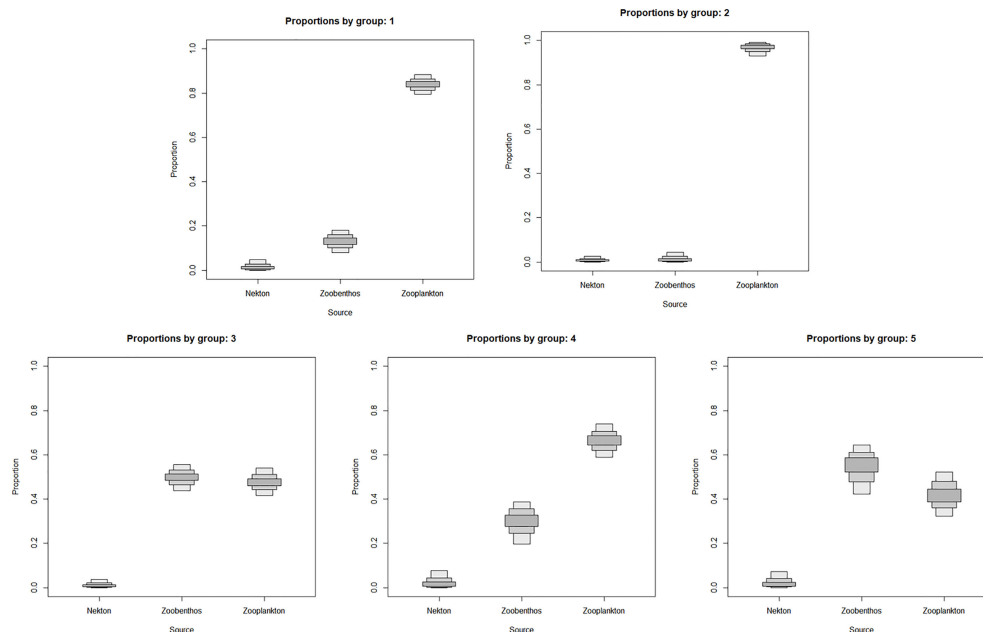 Proportions by group: 1
Proportion
1.0
0.8
0.6
0.4
0.2
0.0
Nekton Zoobenthos Zooplankton
Source
Proportions by group: 2
Proportion
1.0
0.8
0.6
0.4
0.2
0.0
Nekton Zoobenthos Zooplankton
Source
Proportions by group: 3
Proportion
1.0
0.8
0.6
0.4
0.2
0.0
Nekton Zoobenthos Zooplankton
Source
Proportions by group: 4
Proportion
1.0
0.8
0.6
0.4
0.2
0.0
Nekton Zoobenthos Zooplankton
Source
Proportions by group: 5
Proportion
1.0
0.8
0.6
0.4
0.2
0.0
Nekton Zoobenthos Zooplankton
Source